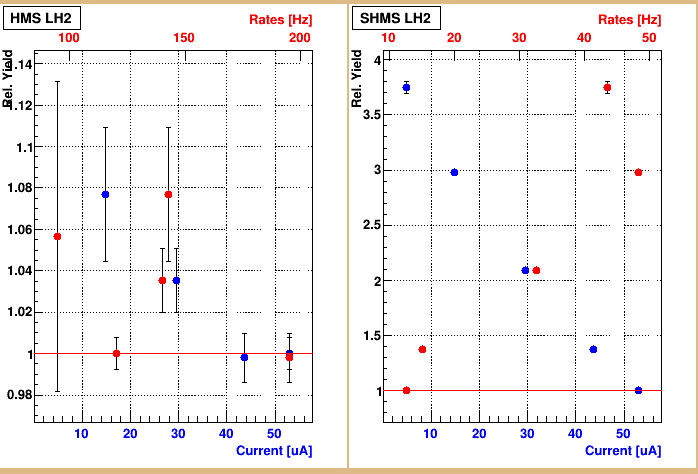 HMS LH2
Rates [Hz]
100 150 200
Rel. Yield
1.14
1.12
1.1
1.08
1.06
1.04
1.02
1
0.98
10 20 30 40 50
Current [uA]
SHMS LH2
Rates [Hz]
10 20 30 40 50
Rel. Yield
4
3.5
3
2.5
2
1.5
1
10 20 30 40 50
Current [uA]